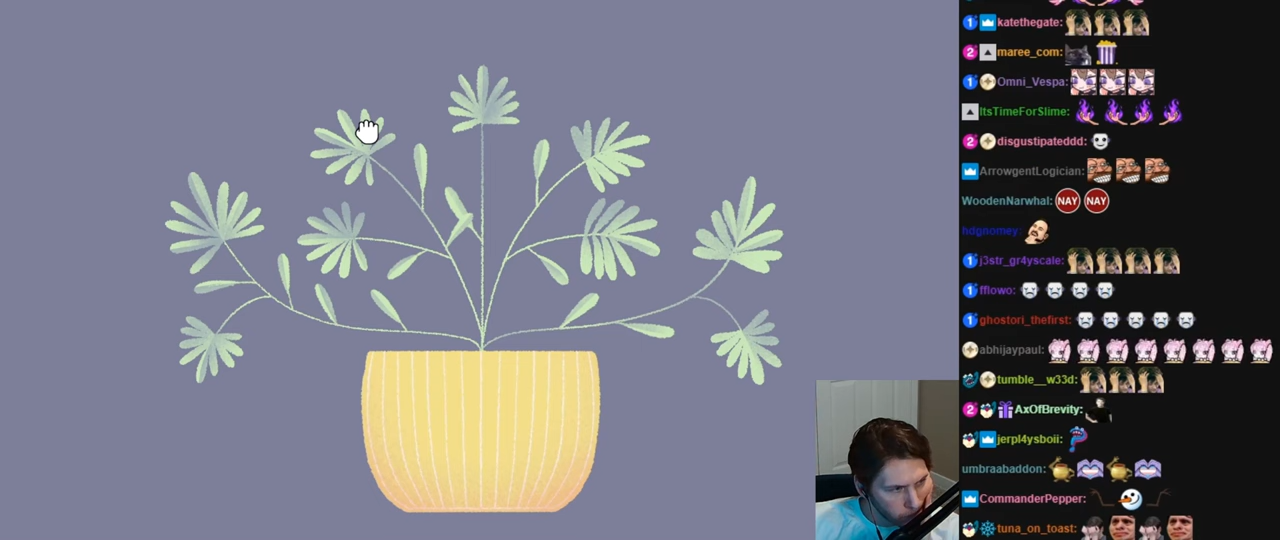 katethegate:
maree_com:
Omni_Vespa:
ItsTimeForSlime:
disgustipateddd:
ArrowgentLogician:
WoodenNarwhal: NAY NAY
hdgnomey:
j3str_gr4yscale:
fflowo:
ghostori_thefirst:
abhijaypaul:
tumble__w33d:
AxOfBrevity:
jerpl4ysboii:
umbraabaddon:
CommanderPepper:
tuna_on_toast: